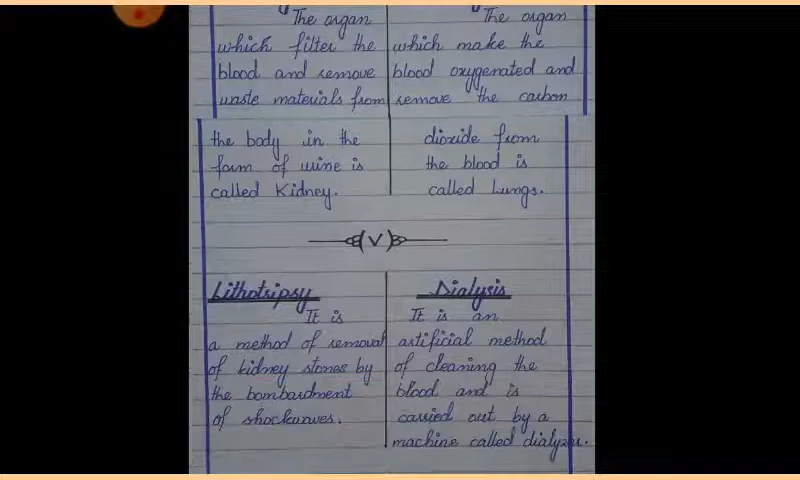 The organ
which filter the
blood and remove
waste materials from
the body in the
form of urine is
called Kidney.
The organ
which make the
blood oxygenated and
remove the carbon
dioxide from
the blood is
called Lungs.
(V)
Lithotripsy
It is
a method of removal
of kidney stones by
the bombardment
of shockwaves.
Dialysis
It is an
artificial method
of cleaning the
blood and is
carried out by a
machine called dialyzer.